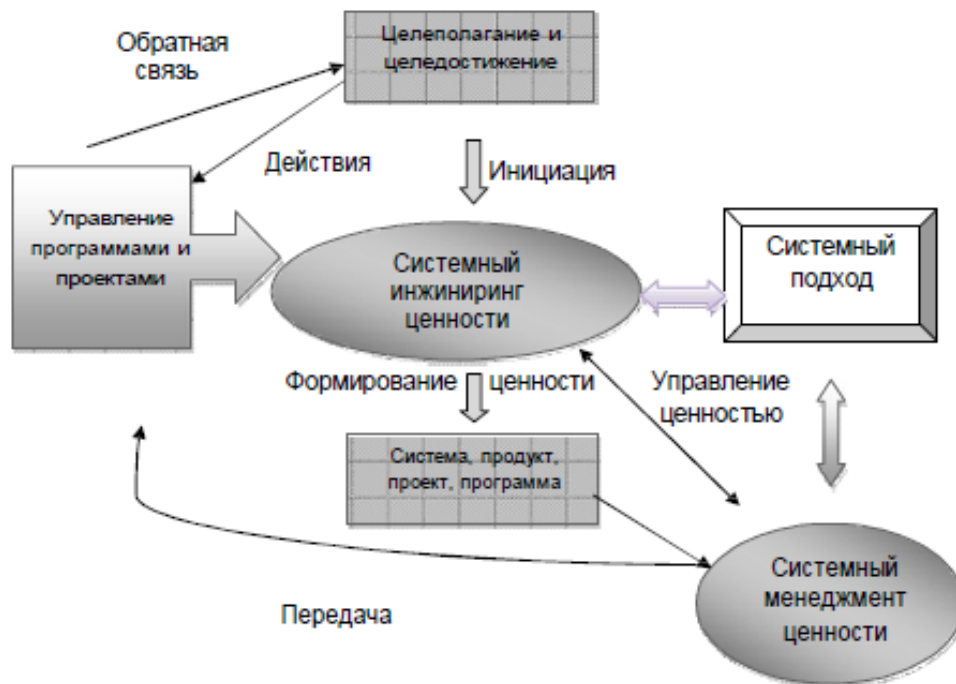 Обратная
связь
Целеполагание и
целедостижение
Действия
Инициация
Управление
программами и
проектами
Системный
инжиниринг
ценности
Системный
подход
Формирование ценности
Управление
ценностью
Система, продукт,
проект, программа
Системный
менеджмент
ценности
Передача